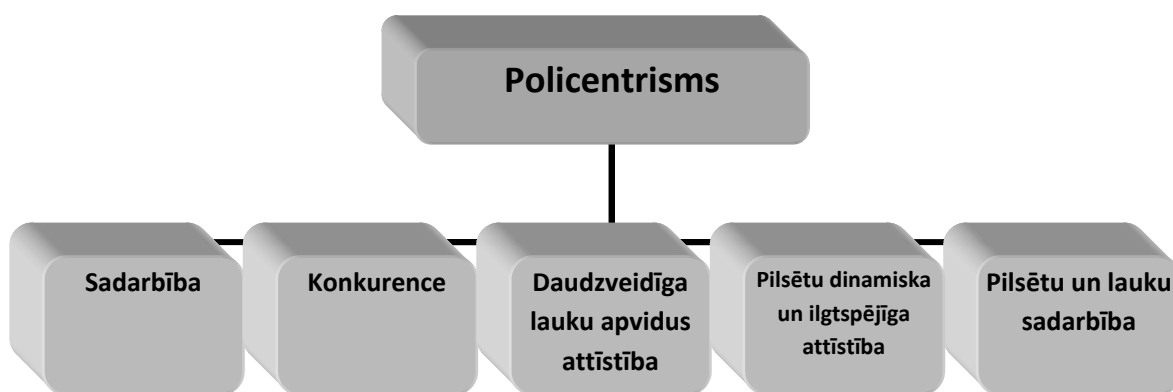 Policentrisms
Sadarbība
Konkurence
Daudzveidīga
lauku apvidus
attīstība
Pilsētu dinamiska
un ilgtspējīga
attīstība
Pilsētu un lauku
sadarbība